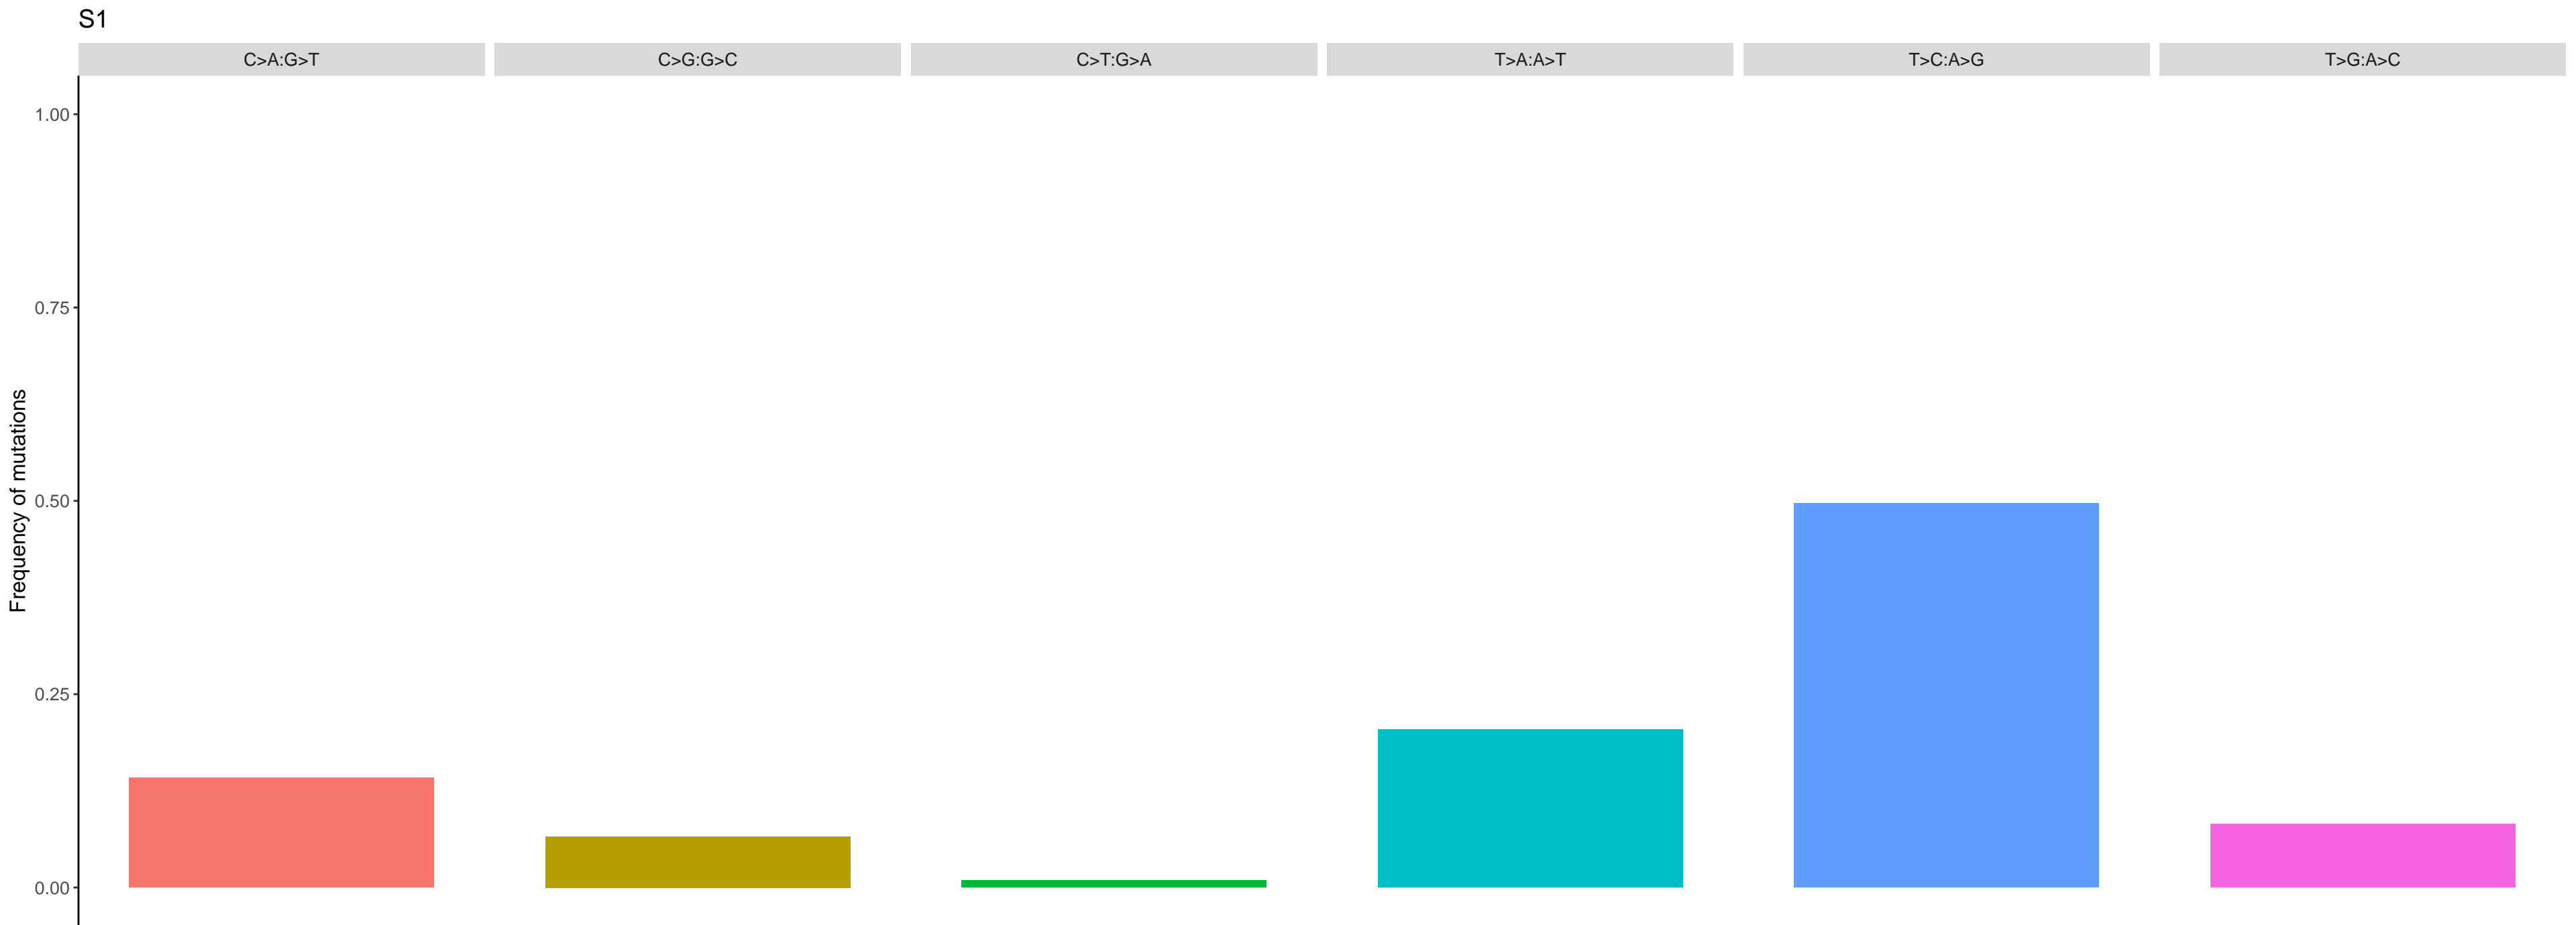 S1
C>A:G>T
C>G:G>C
C>T:G>A
T>A:A>T
T>C:A>G
T>G:A>C
1.00
0.75
0.50
0.25
0.00
Frequency of mutations